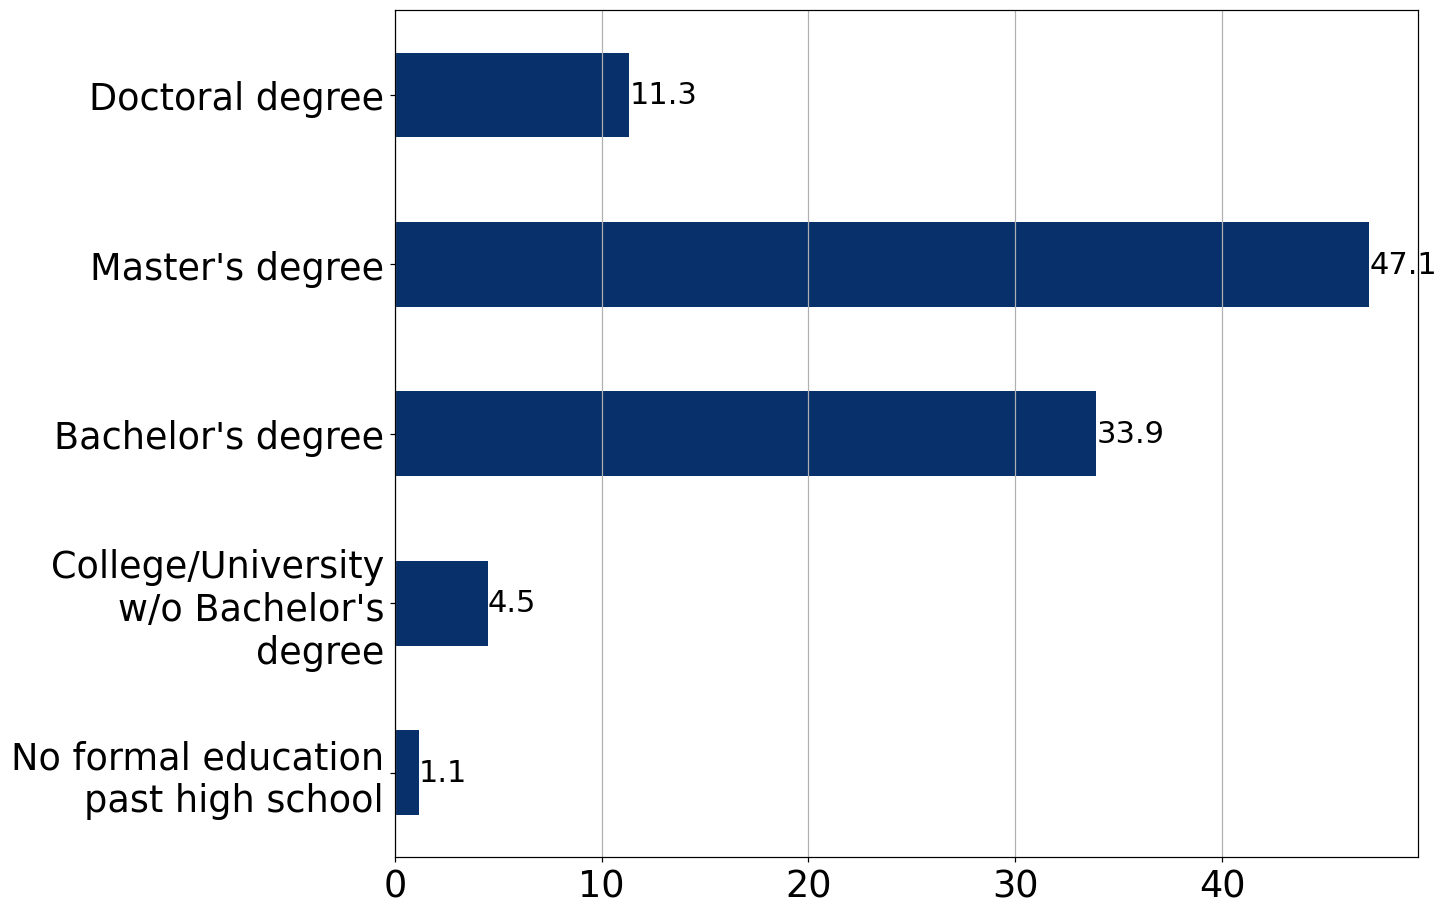 Doctoral degree
11.3
Master's degree
47.1
Bachelor's degree
33.9
College/University
w/o Bachelor's
degree
4.5
No formal education
past high school
1.1
0 10 20 30 40